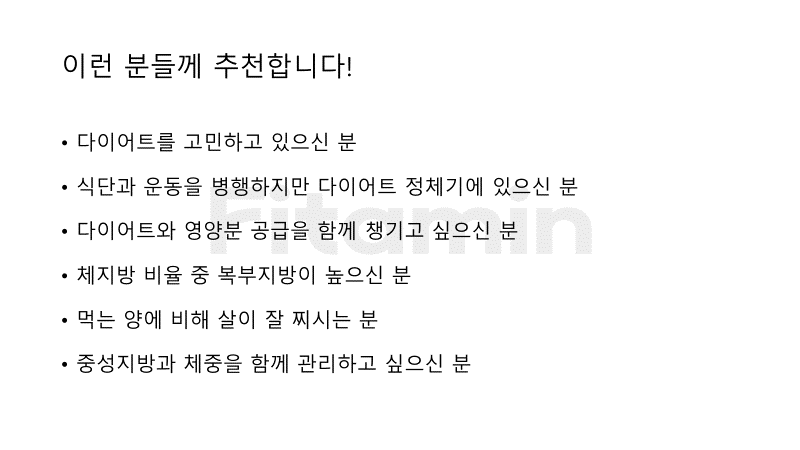 이런 분들께 추천합니다!
• 다이어트를 고민하고 있으신 분
• 식단과 운동을 병행하지만 다이어트 정체기에 있으신 분
Fitamin
• 다이어트와 영양분 공급을 함께 챙기고 싶으신 분
• 체지방 비율 중 복부지방이 높으신 분
• 먹는 양에 비해 살이 잘 찌시는 분
• 중성지방과 체중을 함께 관리하고 싶으신 분